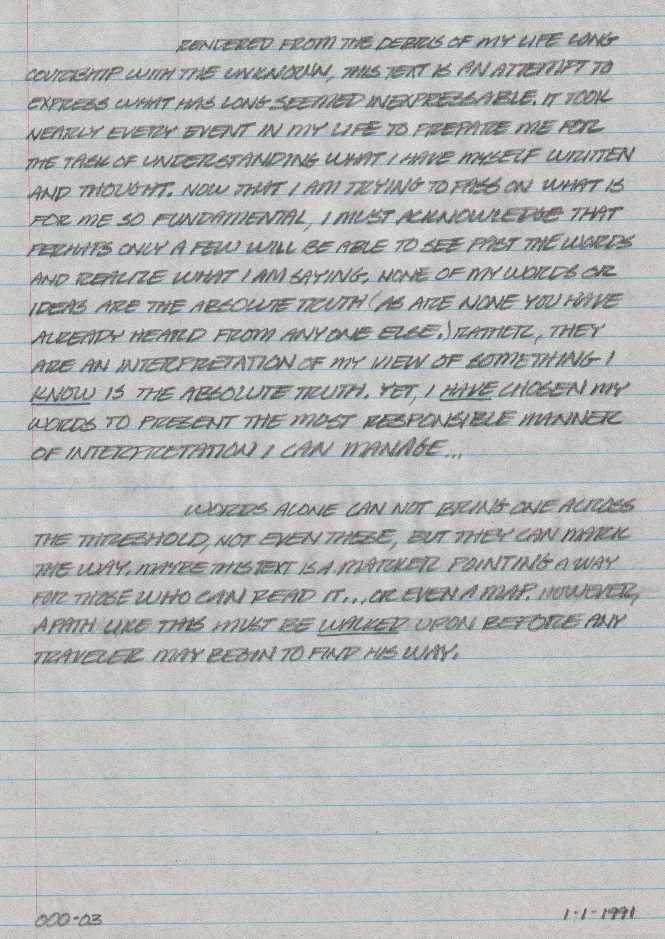 RENDERED FROM THE DEBRIS OF MY LIFE LONG
COURTSHIP WITH THE UNKNOWN, THIS TEXT IS AN ATTEMPT TO
EXPRESS WHAT HAS LONG SEEMED INEXPRESSABLE. IT TOOK
NEARLY EVERY EVENT IN MY LIFE TO PREPARE ME FOR
THE TASK OF UNDERSTANDING WHAT I HAVE MYSELF WRITTEN
AND THOUGHT. NOW THAT I AM TRYING TO PASS ON WHAT IS
FOR ME SO FUNDAMENTAL, I MUST ACKNOWLEDGE THAT
PERHAPS ONLY A FEW WILL BE ABLE TO SEE PAST THE WORDS
AND REALIZE WHAT I AM SAYING. NONE OF MY WORDS OR
IDEAS ARE THE ABSOLUTE TRUTH (AS ARE NONE YOU HAVE
ALREADY HEARD FROM ANYONE ELSE.) RATHER, THEY
ARE AN INTERPRETATION OF MY VIEW OF SOMETHING I
KNOW IS THE ABSOLUTE TRUTH. YET, I HAVE CHOSEN MY
WORDS TO PRESENT THE MOST RESPONSIBLE MANNER
OF INTERPRETATION I CAN MANAGE...
WORDS ALONE CAN NOT BRING ONE ACROSS
THE THRESHOLD, NOT EVEN THESE, BUT THEY CAN MARK
THE WAY. MAYBE THIS TEXT IS A MARKER POINTING A WAY
FOR THOSE WHO CAN READ IT... OR EVEN A MAP. HOWEVER,
A PATH LIKE THIS MUST BE WALKED UPON BEFORE ANY
TRAVELER MAY BEGIN TO FIND HIS WAY.
000-03
1-1-1991